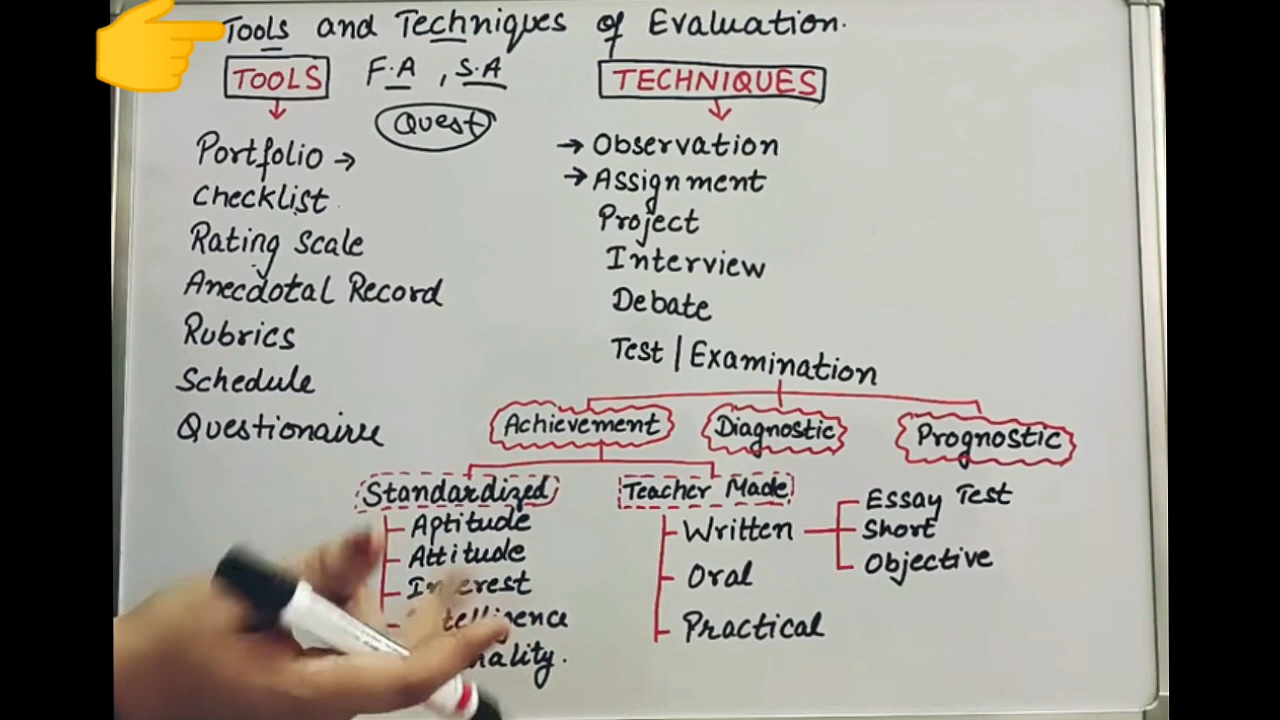 Tools and Techniques of Evaluation.
TOOLS
F.A , S.A
Quest
Portfolio →
Checklist
Rating Scale
Anecdotal Record
Rubrics
Schedule
Questionaire
TECHNIQUES
→ Observation
→ Assignment
Project
Interview
Debate
Test | Examination
Achievement
Diagnostic
Prognostic
Standardized
Aptitude
Attitude
Interest
Teacher Made
Written
Oral
Practical
Essay Test
Short
Objective